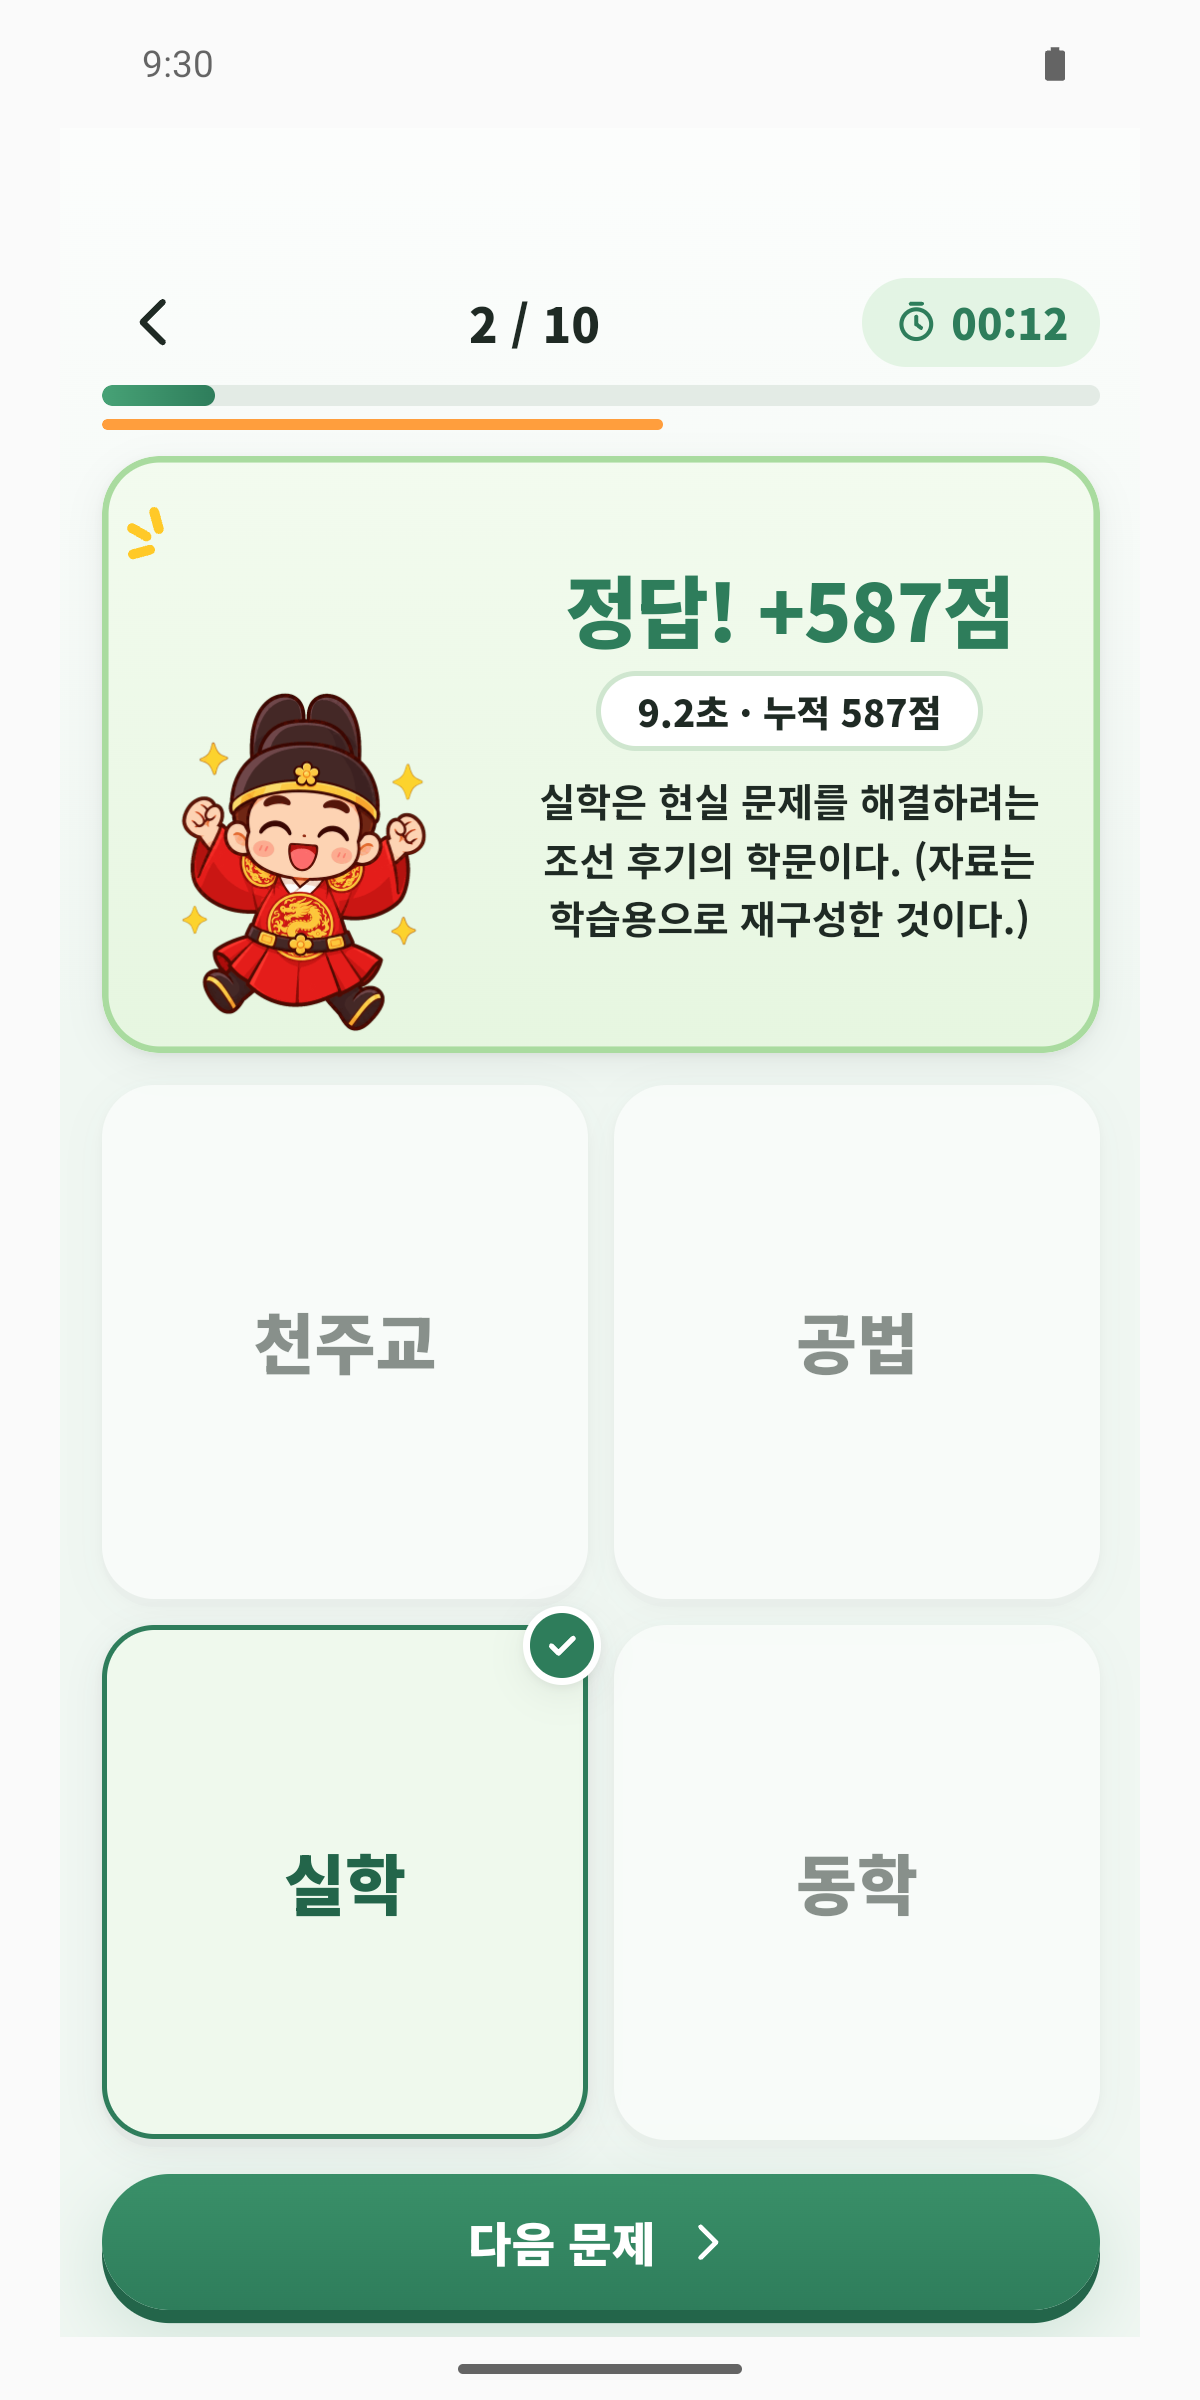 9:30
2 / 10
00:12
정답! +587점
9.2초 · 누적 587점
실학은 현실 문제를 해결하려는
조선 후기의 학문이다. (자료는
학습용으로 재구성한 것이다.)
천주교
공법
실학
동학
다음 문제